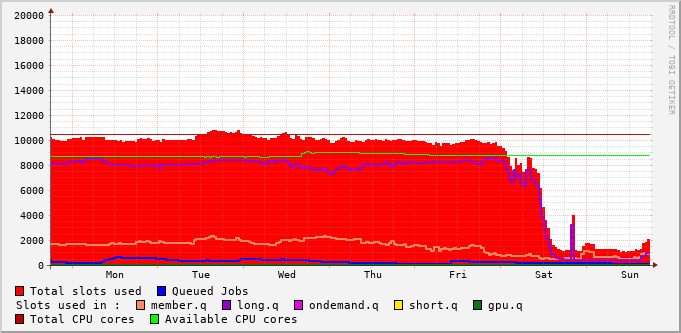 RRDTOOL / TOBI OETIKER
20000
18000
16000
14000
12000
10000
8000
6000
4000
2000
0
Mon Tue Wed Thu Fri Sat Sun
Total slots used Queued Jobs
Slots used in : member.q long.q ondemand.q short.q gpu.q
Total CPU cores Available CPU cores